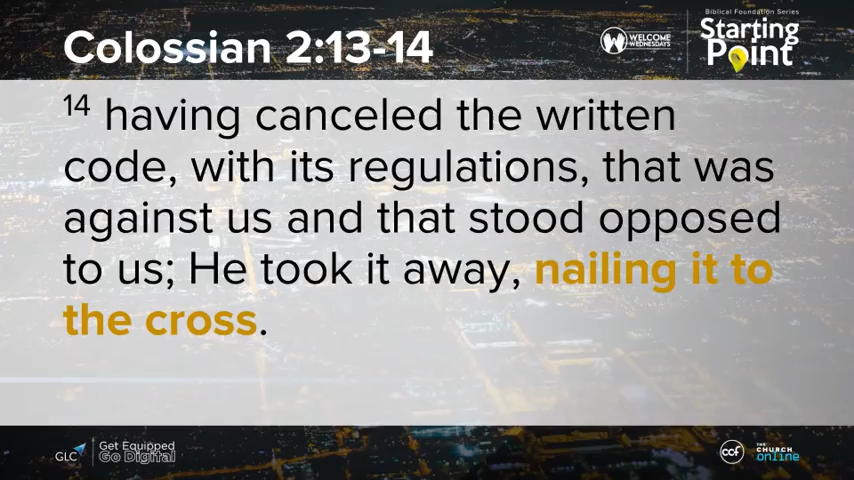 Colossian 2:13-14
WELCOME
WEDNESDAYS
Biblical Foundation Series
Starting
Point
14 having canceled the written
code, with its regulations, that was
against us and that stood opposed
to us; He took it away, nailing it to
the cross.
GLC
Get Equipped
Go Digital
ccf
THE
CHURCH
online